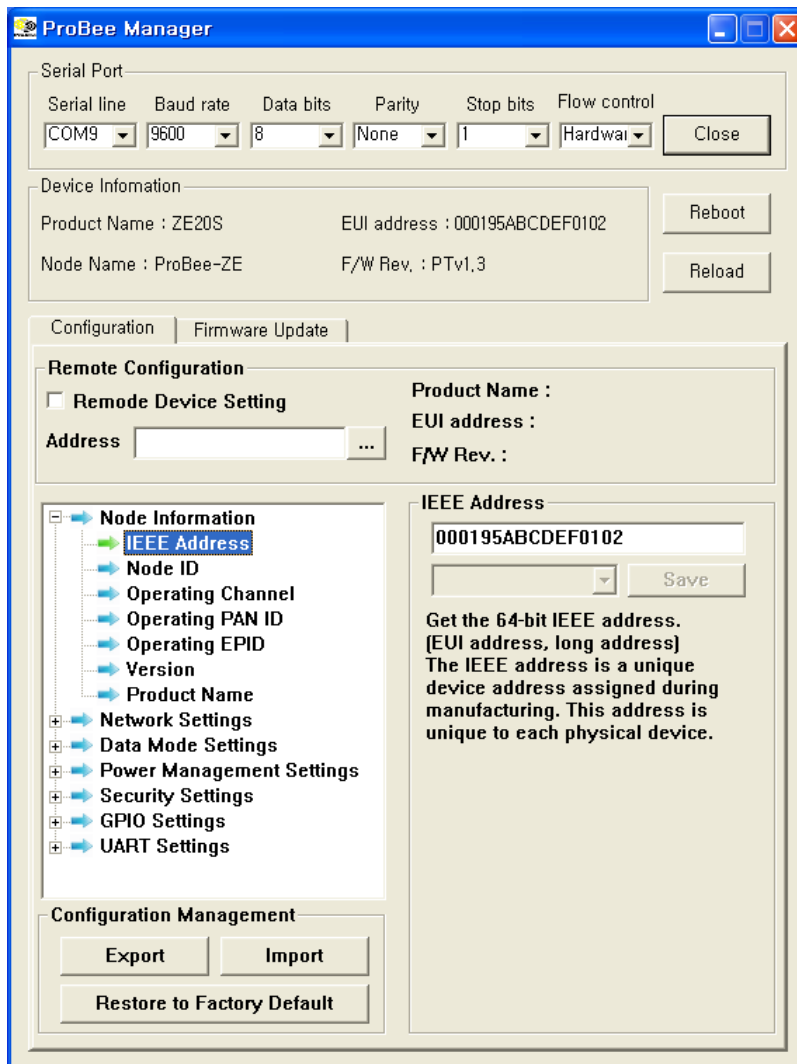 ProBee Manager
Serial Port
Serial line Baud rate Data bits Parity Stop bits Flow control
COM9 9600 8 None 1 Hardwar Close
Device Infomation
Product Name : ZE20S EUI address : 000195ABCDEF0102 Reboot
Node Name : ProBee-ZE F/W Rev. : PTv1.3 Reload
Configuration Firmware Update
Remote Configuration
Remode Device Setting
Address ...
Product Name :
EUI address :
F/W Rev. :
Node Information
IEEE Address
Node ID
Operating Channel
Operating PAN ID
Operating EPID
Version
Product Name
Network Settings
Data Mode Settings
Power Management Settings
Security Settings
GPIO Settings
UART Settings
IEEE Address
000195ABCDEF0102
Save
Get the 64-bit IEEE address.
(EUI address, long address)
The IEEE address is a unique
device address assigned during
manufacturing. This address is
unique to each physical device.
Configuration Management
Export Import
Restore to Factory Default